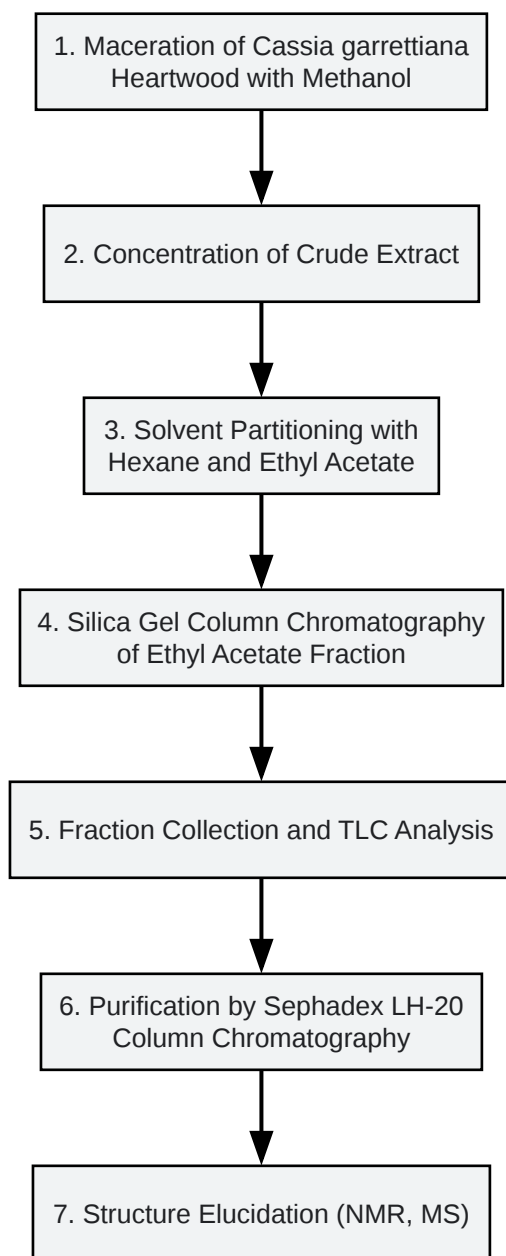 1. Maceration of Cassia garrettiana
Heartwood with Methanol
2. Concentration of Crude Extract
3. Solvent Partitioning with
Hexane and Ethyl Acetate
4. Silica Gel Column Chromatography
of Ethyl Acetate Fraction
5. Fraction Collection and TLC Analysis
6. Purification by Sephadex LH-20
Column Chromatography
7. Structure Elucidation (NMR, MS)